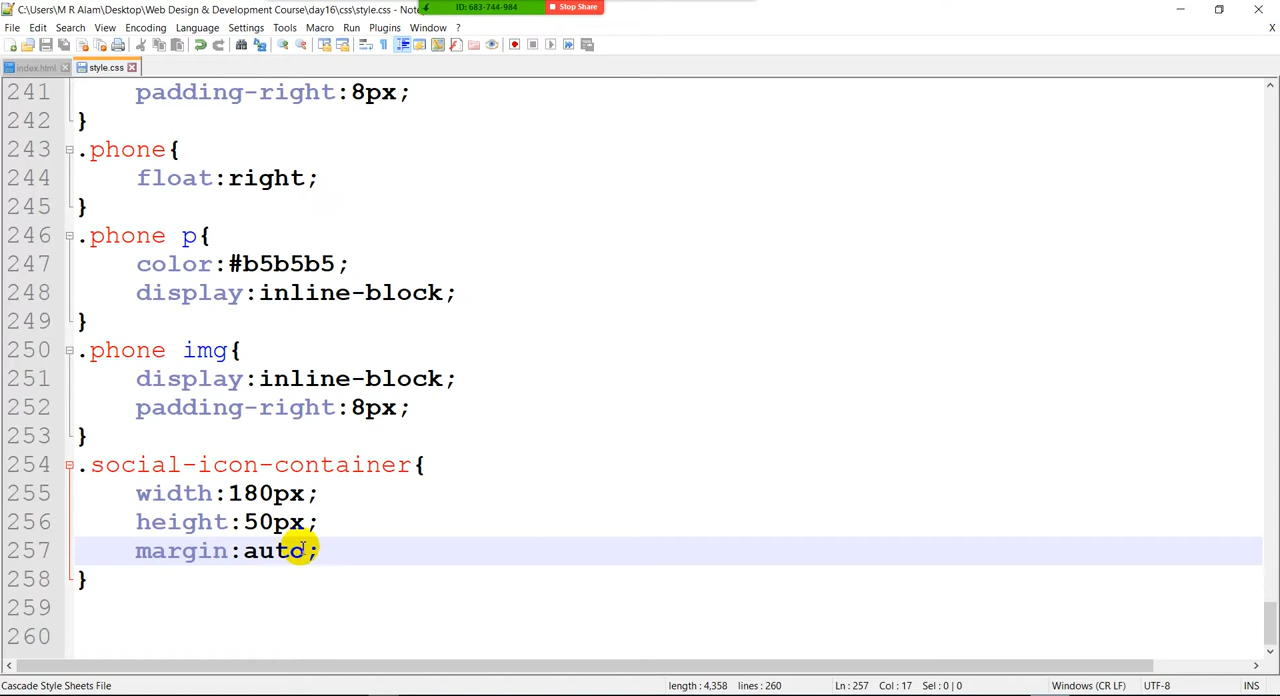 C:\Users\M R Alam\Desktop\Web Design & Development Course\day16\css\style.css - Note
ID: 683-744-984
Stop Share
File Edit Search View Encoding Language Settings Tools Macro Run Plugins Window ?
X
index.html style.css
241 padding-right:8px;
242 }
243 .phone{
244 float:right;
245 }
246 .phone p{
247 color:#b5b5b5;
248 display:inline-block;
249 }
250 .phone img{
251 display:inline-block;
252 padding-right:8px;
253 }
254 .social-icon-container{
255 width:180px;
256 height:50px;
257 margin:auto;
258 }
259
260
Cascade Style Sheets File length : 4,358 lines : 260 Ln : 257 Col : 17 Sel : 0 | 0 Windows (CR LF) UTF-8 INS